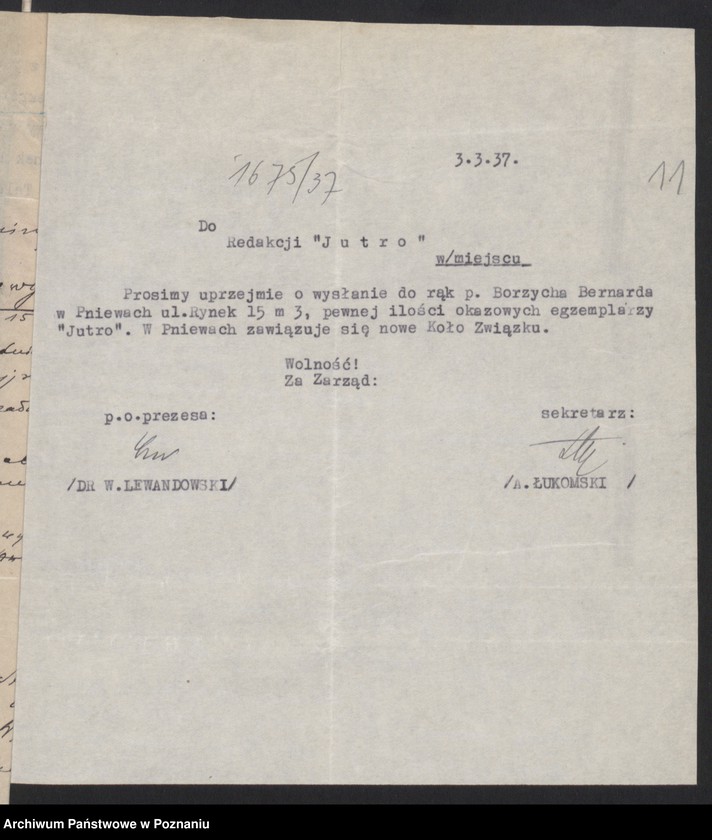 3.3.37.
1675/37
11
Do
Redakcji "J u t r o "
w/miejscu
Prosimy uprzejmie o wysłanie do rąk p. Borzycha Bernarda
w Pniewach ul.Rynek 15 m 3, pewnej ilości okazowych egzemplarzy
"Jutro". W Pniewach zawiązuje się nowe Koło Związku.
Wolność!
Za Zarząd:
p.o.prezesa: sekretarz:
/DR W.LEWANDOWSKI/ /A.ŁUKOMSKI /
Archiwum Państwowe w Poznaniu